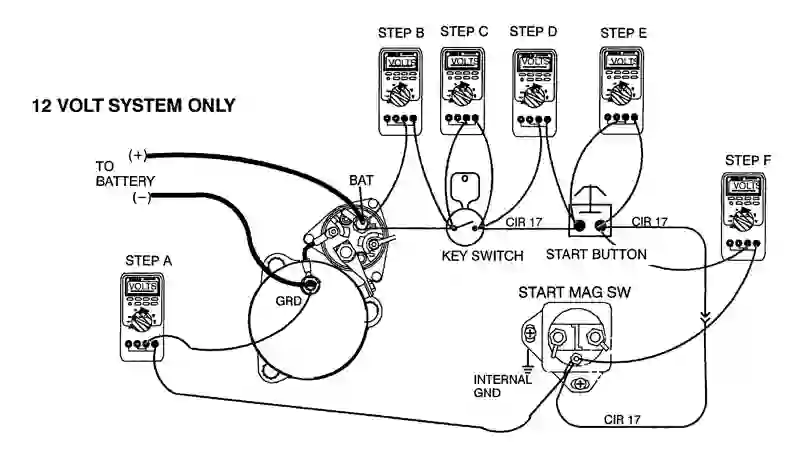 STEP B
STEP C
STEP D
STEP E
VOLTS
VOLTS
VOLTS
VOLTS
12 VOLT SYSTEM ONLY
(+)
TO
BATTERY
(−)
BAT
STEP F
VOLTS
CIR 17
CIR 17
KEY SWITCH
START BUTTON
STEP A
VOLTS
GRD
START MAG SW
INTERNAL
GND
CIR 17